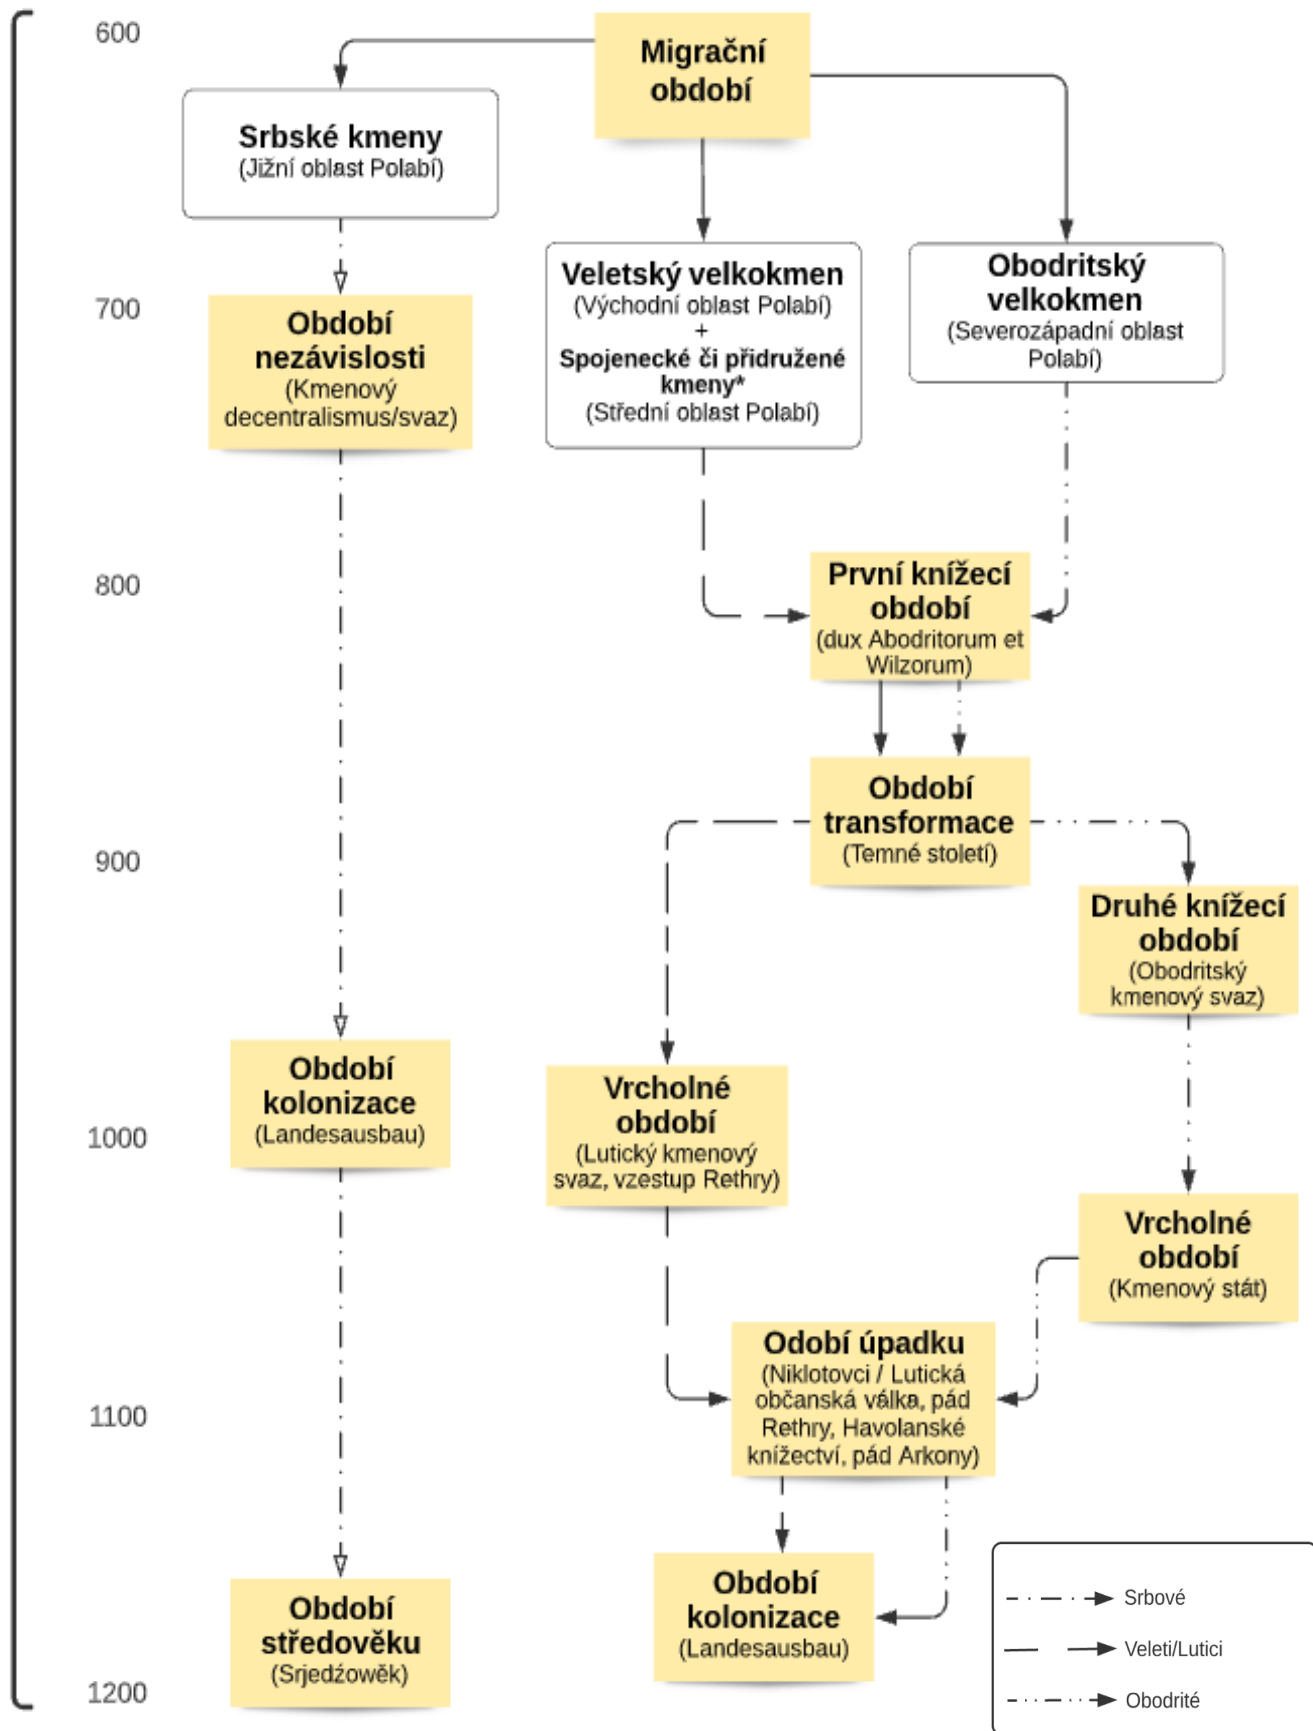 600
Migrační
období
Srbské kmeny
(Jižní oblast Polabí)
Veletský velkokmen
(Východní oblast Polabí)
+
Spojenecké či přidružené
kmeny*
(Střední oblast Polabí)
Obodritský
velkokmen
(Severozápadní oblast
Polabí)
700
Období
nezávislosti
(Kmenový
decentralismus/svaz)
800
První knížecí
období
(dux Abodritorum et
Wilzorum)
Období
transformace
(Temné století)
900
Druhé knížecí
období
(Obodritský
kmenový svaz)
Období
kolonizace
(Landesausbau)
1000
Vrcholné
období
(Lutický kmenový
svaz, vzestup Rethry)
Vrcholné
období
(Kmenový stát)
1100
Odobí úpadku
(Niklotovci / Lutická
občanská válka, pád
Rethry, Havolanské
knížectví, pád Arkony)
Období
středověku
(Srjedźowěk)
Období
kolonizace
(Landesausbau)
1200
Srbové
Veleti/Lutici
Obodrité